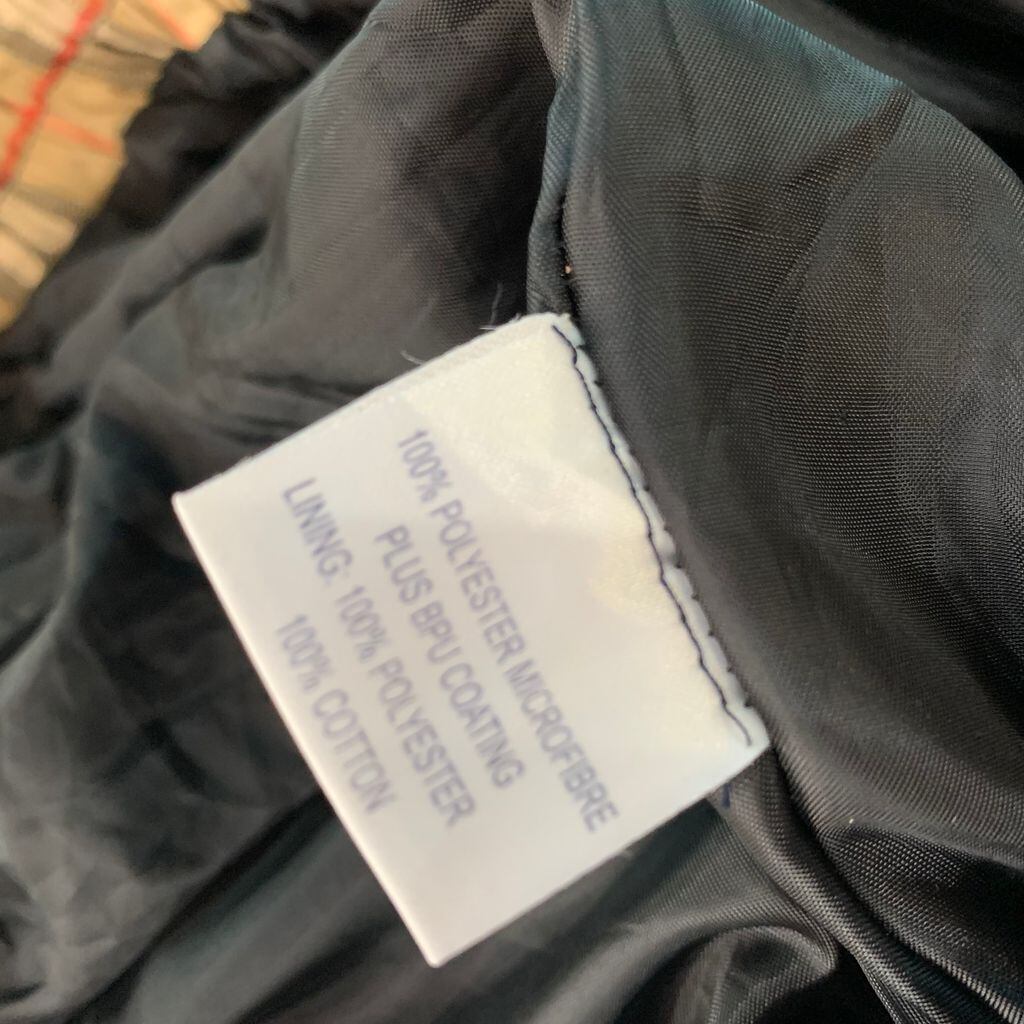 100% POLYESTER MICROFIBRE
PLUS BPU COATING
LINING: 100% POLYESTER
100% COTTON